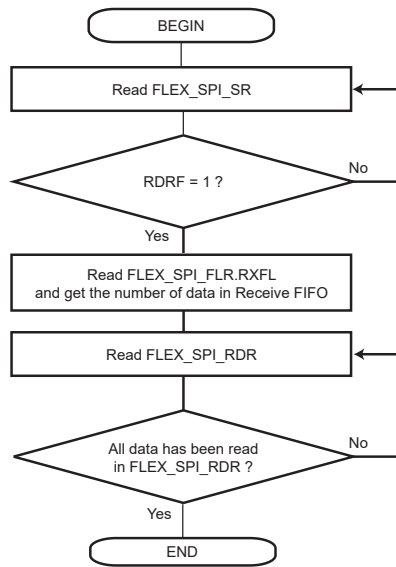 BEGIN
Read FLEX_SPI_SR
RDRF = 1 ?
No
Yes
Read FLEX_SPI_FLR.RXFL
and get the number of data in Receive FIFO
Read FLEX_SPI_RDR
All data has been read
in FLEX_SPI_RDR ?
No
Yes
END